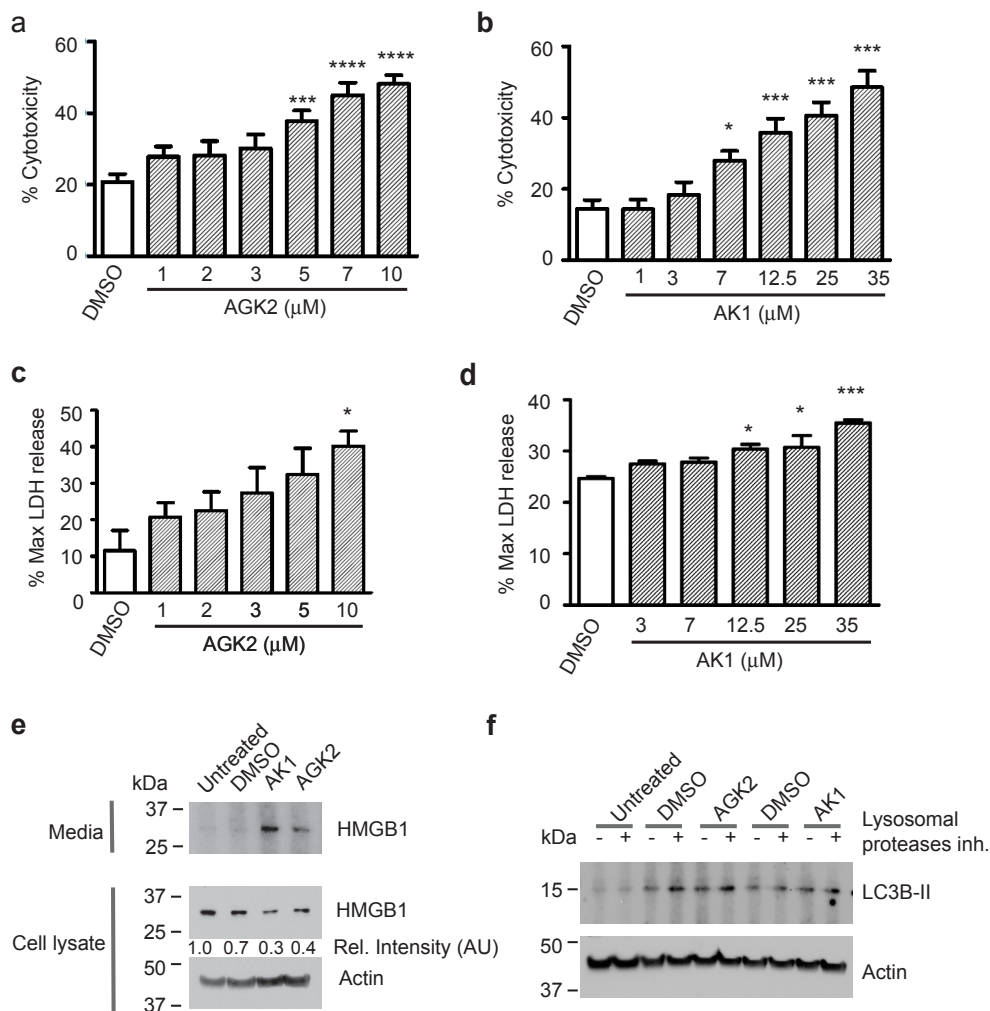 a
60
40
20
0
% Cytotoxicity
***
****
****
DMSO
1 2 3 5 7 10
AGK2 (μM)
b
60
40
20
0
% Cytotoxicity
*
***
***
***
DMSO
1 3 7 12.5 25 35
AK1 (μM)
c
50
40
30
20
10
0
% Max LDH release
*
DMSO
1 2 3 5 10
AGK2 (μM)
d
40
30
20
10
0
% Max LDH release
*
*
***
DMSO
3 7 12.5 25 35
AK1 (μM)
e
Untreated
DMSO
AK1
AGK2
kDa
37
25
Media
HMGB1
37
25
HMGB1
Cell lysate
1.0 0.7 0.3 0.4 Rel. Intensity (AU)
50
37
Actin
f
Untreated
DMSO
AGK2
DMSO
AK1
kDa
- + - + - + - + - +
Lysosomal
proteases inh.
15
LC3B-II
50
37
Actin